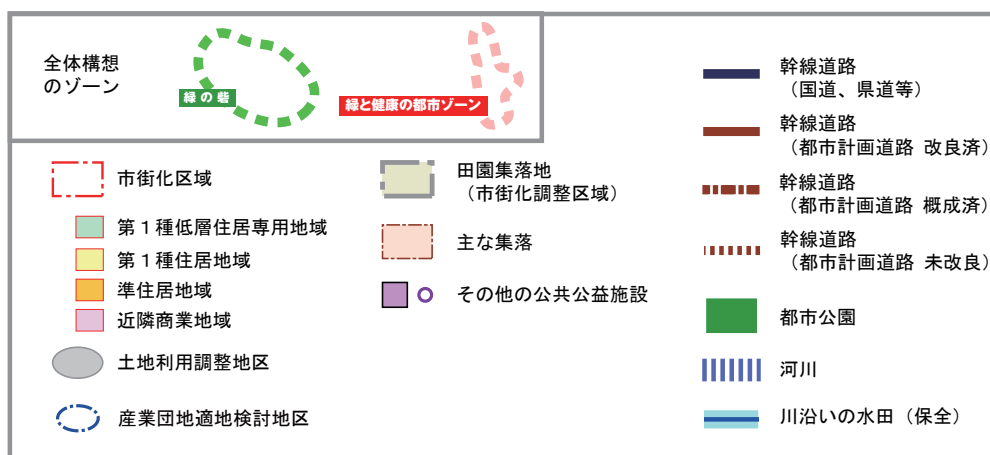 全体構想
のゾーン
緑の砦
緑と健康の都市ゾーン
市街化区域
第１種低層住居専用地域
第１種住居地域
準住居地域
近隣商業地域
土地利用調整地区
産業団地適地検討地区
田園集落地
（市街化調整区域）
主な集落
その他の公共公益施設
幹線道路
（国道、県道等）
幹線道路
（都市計画道路 改良済）
幹線道路
（都市計画道路 概成済）
幹線道路
（都市計画道路 未改良）
都市公園
河川
川沿いの水田（保全）